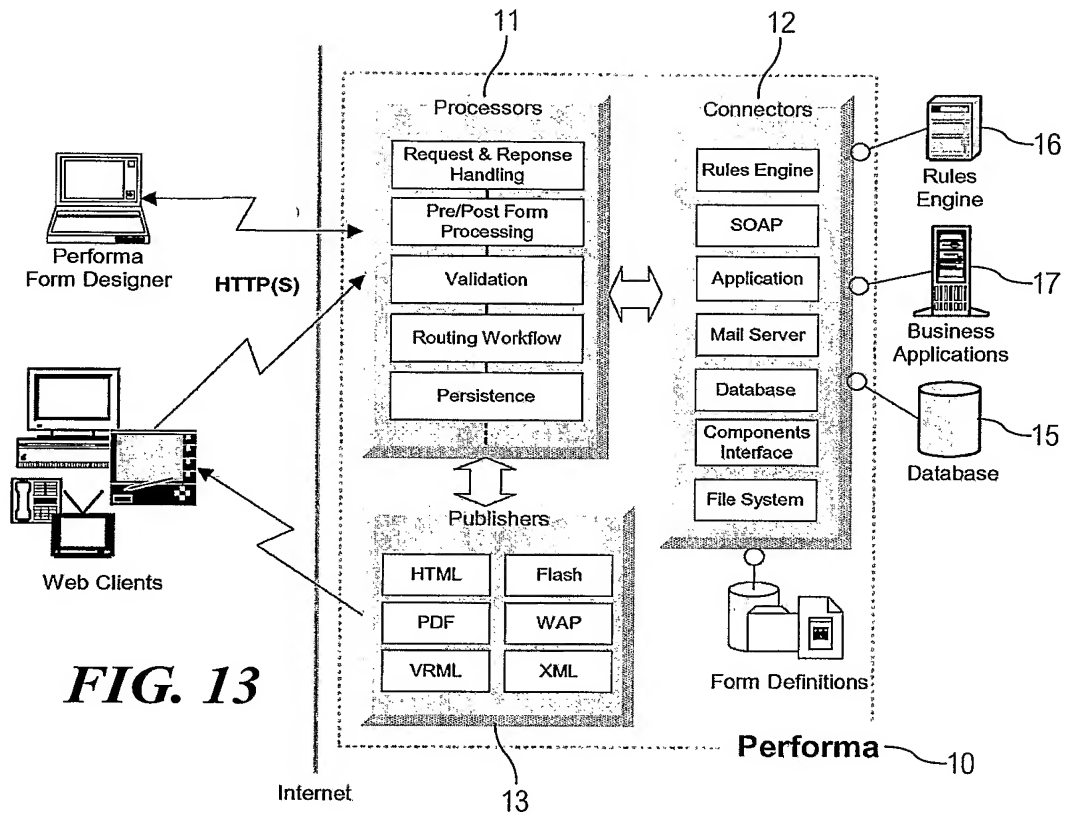 11
12
Processors
Request & Reponse
Handling
Pre/Post Form
Processing
Validation
Routing Workflow
Persistence
Connectors
Rules Engine
SOAP
Application
Mail Server
Database
Components
Interface
File System
16
Rules
Engine
17
Business
Applications
15
Database
Performa
Form Designer
HTTP(S)
Web Clients
Publishers
HTML
Flash
PDF
WAP
VRML
XML
Form Definitions
FIG. 13
Performa
10
13
Internet